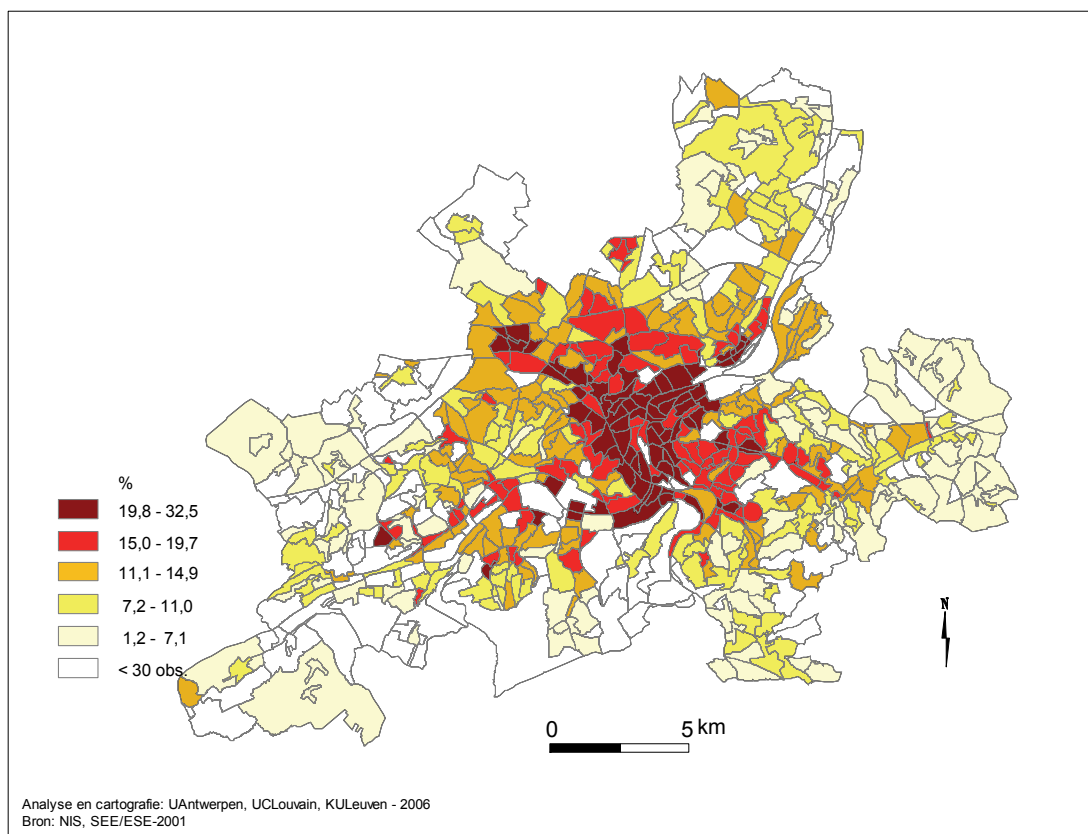 %
19,8 - 32,5
15,0 - 19,7
11,1 - 14,9
7,2 - 11,0
1,2 - 7,1
< 30 obs.
N
0 5 km
Analyse en cartografie: UAntwerpen, UCLouvain, KULeuven - 2006
Bron: NIS, SEE/ESE-2001